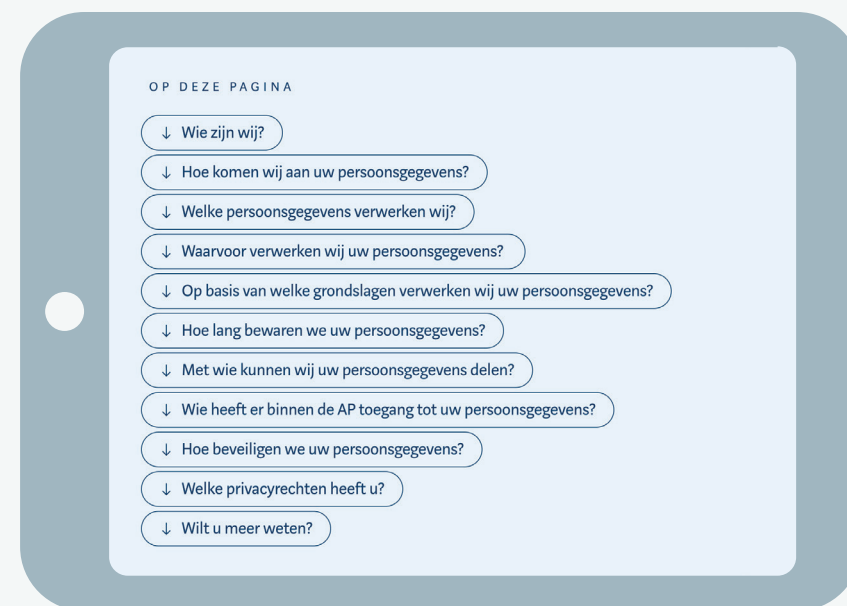 OP DEZE PAGINA
↓ Wie zijn wij?
↓ Hoe komen wij aan uw persoonsgegevens?
↓ Welke persoonsgegevens verwerken wij?
↓ Waarvoor verwerken wij uw persoonsgegevens?
↓ Op basis van welke grondslagen verwerken wij uw persoonsgegevens?
↓ Hoe lang bewaren we uw persoonsgegevens?
↓ Met wie kunnen wij uw persoonsgegevens delen?
↓ Wie heeft er binnen de AP toegang tot uw persoonsgegevens?
↓ Hoe beveiligen we uw persoonsgegevens?
↓ Welke privacyrechten heeft u?
↓ Wilt u meer weten?